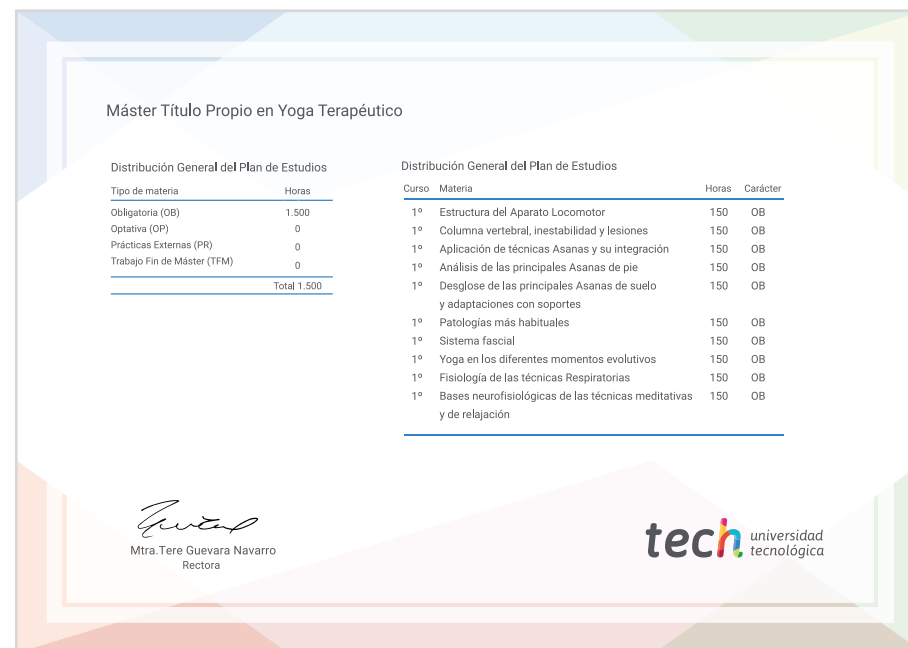 Máster Título Propio en Yoga Terapéutico
Distribución General del Plan de Estudios
Tipo de materia Horas
Obligatoria (OB) 1.500
Optativa (OP) 0
Prácticas Externas (PR) 0
Trabajo Fin de Máster (TFM) 0
Total 1.500
Distribución General del Plan de Estudios
Curso Materia Horas Carácter
1º Estructura del Aparato Locomotor 150 OB
1º Columna vertebral, inestabilidad y lesiones 150 OB
1º Aplicación de técnicas Asanas y su integración 150 OB
1º Análisis de las principales Asanas de pie 150 OB
1º Desglose de las principales Asanas de suelo 150 OB
y adaptaciones con soportes
1º Patologías más habituales 150 OB
1º Sistema fascial 150 OB
1º Yoga en los diferentes momentos evolutivos 150 OB
1º Fisiología de las técnicas Respiratorias 150 OB
1º Bases neurofisiológicas de las técnicas meditativas 150 OB
y de relajación
Mtra.Tere Guevara Navarro
Rectora
tech universidad
tecnológica